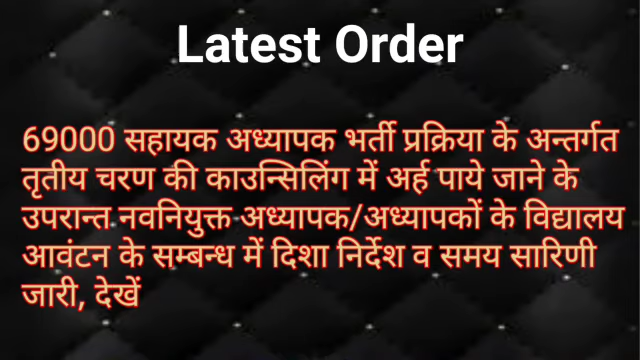 Latest Order
69000 सहायक अध्यापक भर्ती प्रक्रिया के अन्तर्गत
तृतीय चरण की काउन्सिलिंग में अर्ह पाये जाने के
उपरान्त नवनियुक्त अध्यापक/अध्यापकों के विद्यालय
आवंटन के सम्बन्ध में दिशा निर्देश व समय सारिणी
जारी, देखें